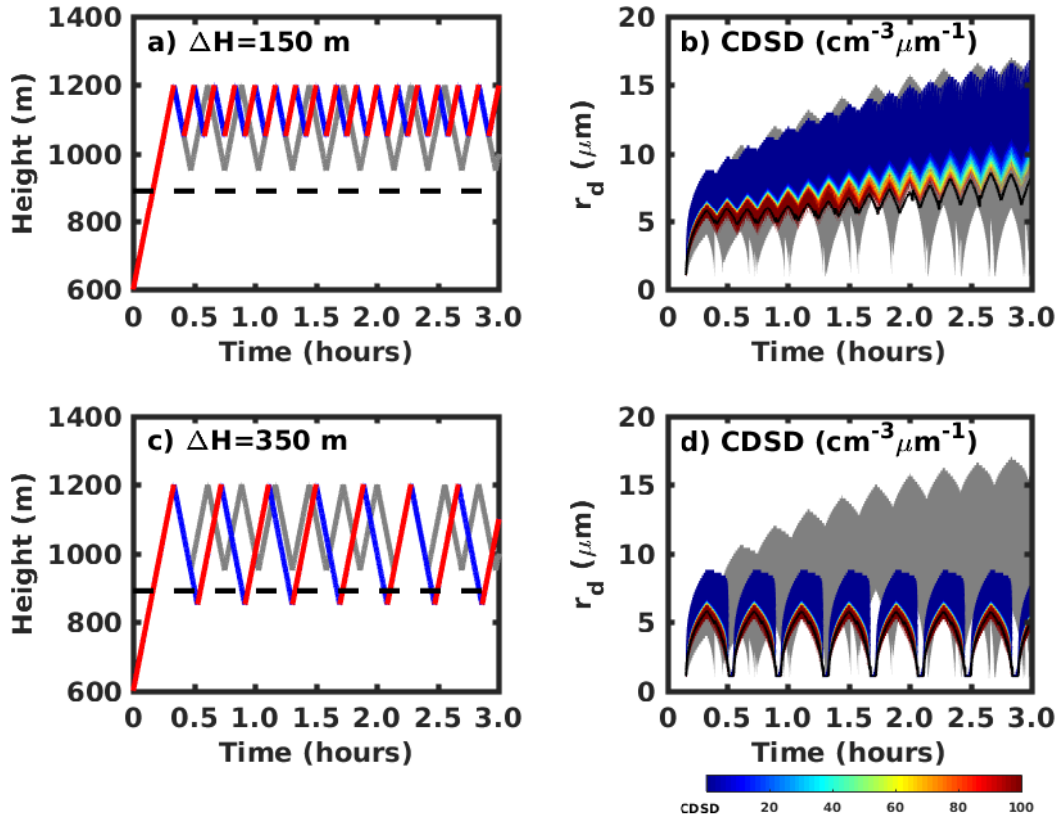 a) ΔH=150 m
Height (m)
1400
1200
1000
800
600
0 0.5 1.0 1.5 2.0 2.5 3.0
Time (hours)
b) CDSD (cm⁻³μm⁻¹)
r_d (μm)
20
15
10
5
0
0 0.5 1.0 1.5 2.0 2.5 3.0
Time (hours)
c) ΔH=350 m
Height (m)
1400
1200
1000
800
600
0 0.5 1.0 1.5 2.0 2.5 3.0
Time (hours)
d) CDSD (cm⁻³μm⁻¹)
r_d (μm)
20
15
10
5
0
0 0.5 1.0 1.5 2.0 2.5 3.0
Time (hours)
CDSD 20 40 60 80 100